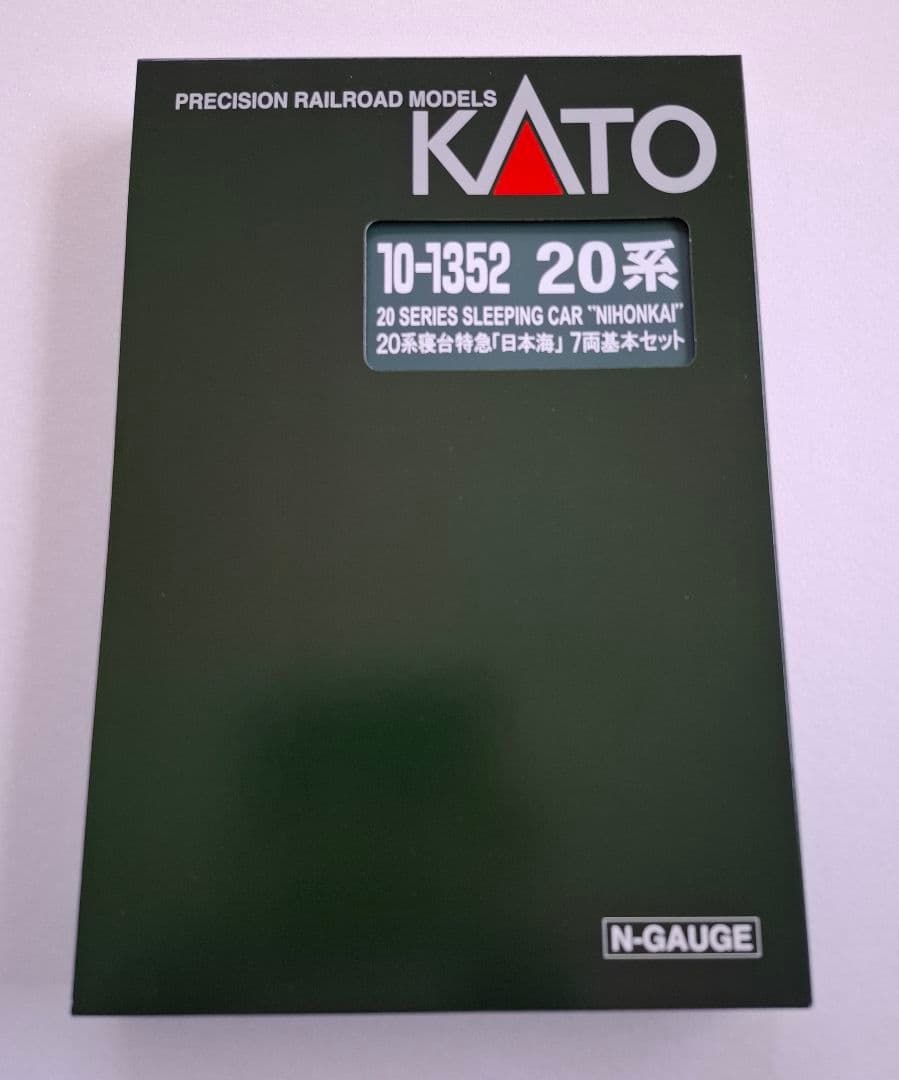 PRECISION RAILROAD MODELS
KATO
10-1352 20系
20 SERIES SLEEPING CAR "NIHONKAI"
20系寝台特急「日本海」7両基本セット
N-GAUGE